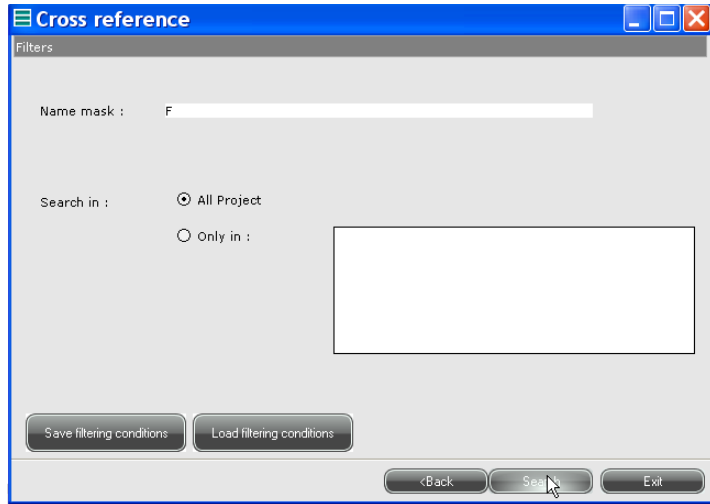 Cross reference
Filters
Name mask : F
Search in : All Project
Only in :
Save filtering conditions Load filtering conditions
<Back Search Exit